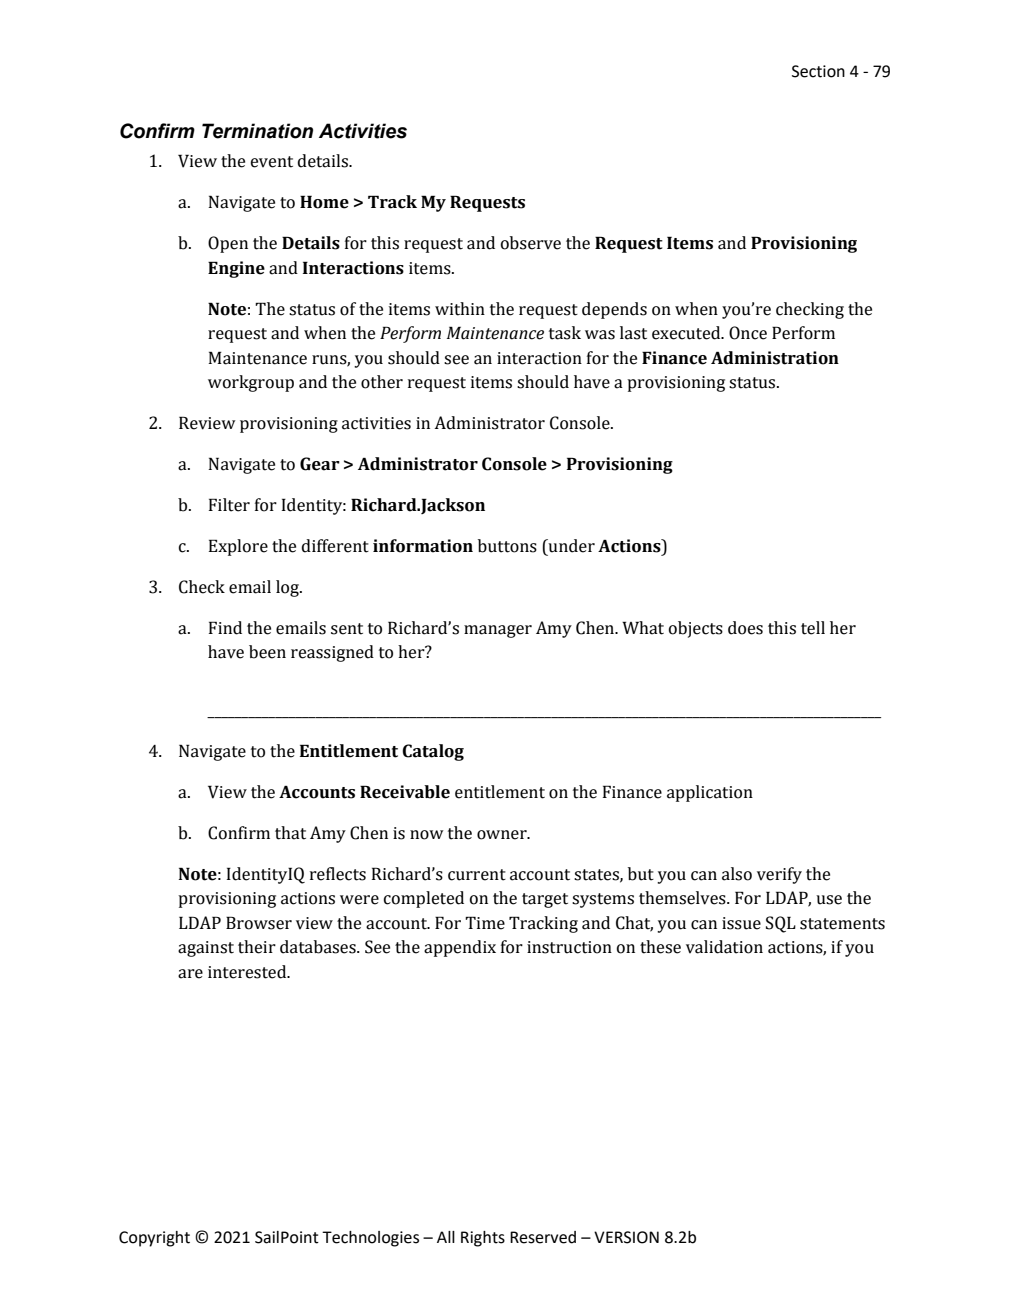 Section 4 - 79
Confirm Termination Activities
1. View the event details.
a. Navigate to Home > Track My Requests
b. Open the Details for this request and observe the Request Items and Provisioning
Engine and Interactions items.
Note: The status of the items within the request depends on when you’re checking the
request and when the Perform Maintenance task was last executed. Once Perform
Maintenance runs, you should see an interaction for the Finance Administration
workgroup and the other request items should have a provisioning status.
2. Review provisioning activities in Administrator Console.
a. Navigate to Gear > Administrator Console > Provisioning
b. Filter for Identity: Richard.Jackson
c. Explore the different information buttons (under Actions)
3. Check email log.
a. Find the emails sent to Richard’s manager Amy Chen. What objects does this tell her
have been reassigned to her?
4. Navigate to the Entitlement Catalog
a. View the Accounts Receivable entitlement on the Finance application
b. Confirm that Amy Chen is now the owner.
Note: IdentityIQ reflects Richard’s current account states, but you can also verify the
provisioning actions were completed on the target systems themselves. For LDAP, use the
LDAP Browser view the account. For Time Tracking and Chat, you can issue SQL statements
against their databases. See the appendix for instruction on these validation actions, if you
are interested.
Copyright © 2021 SailPoint Technologies – All Rights Reserved – VERSION 8.2b